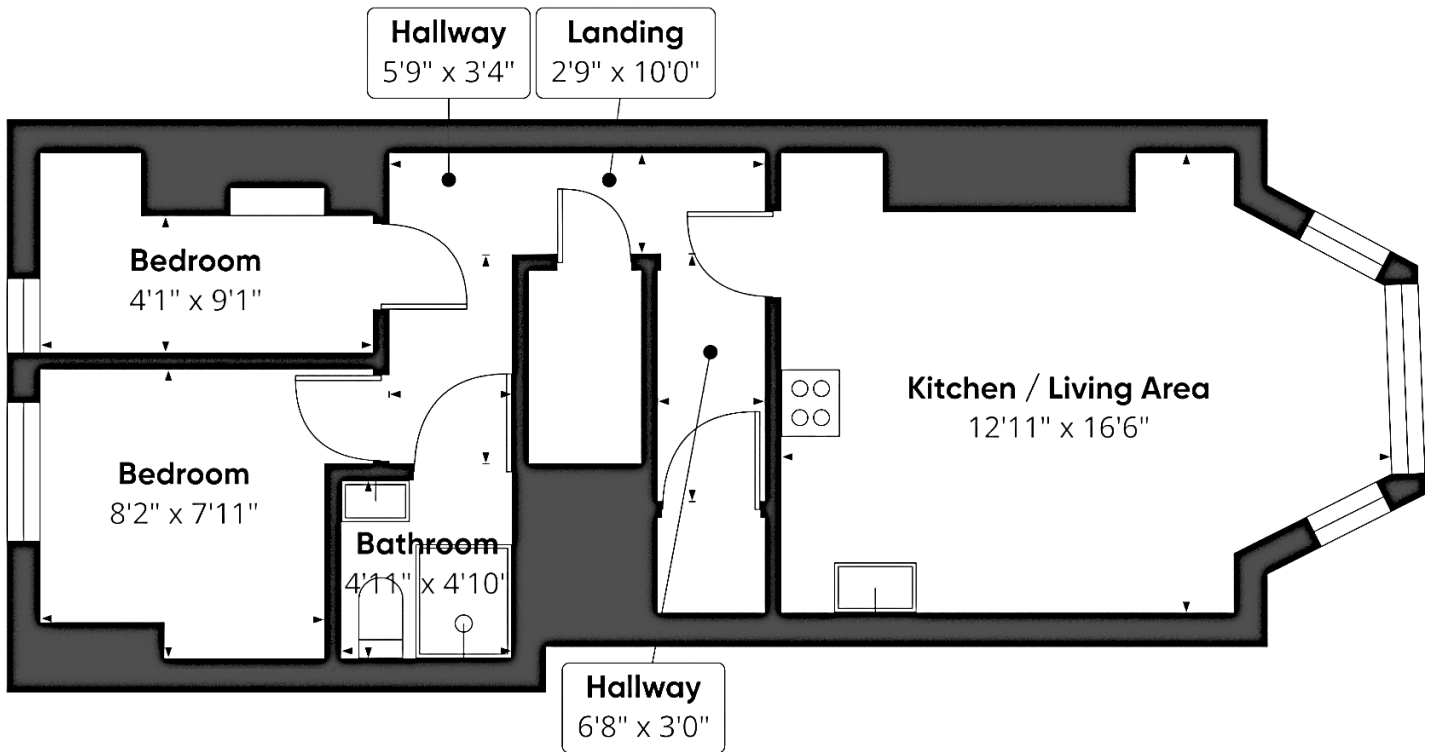 Hallway
5'9" x 3'4"
Landing
2'9" x 10'0"
Bedroom
4'1" x 9'1"
Kitchen / Living Area
12'11" x 16'6"
Bedroom
8'2" x 7'11"
Bathroom
4'11" x 4'10"
Hallway
6'8" x 3'0"